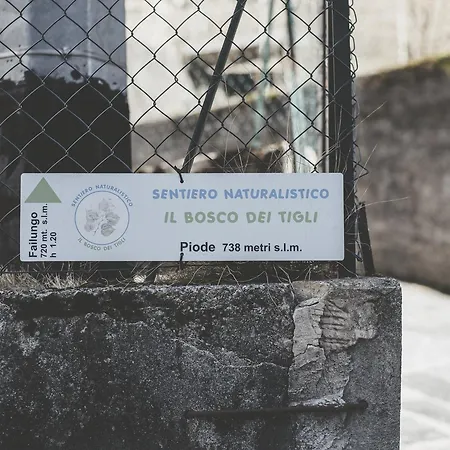 Failungo
720 mt. s.l.m.
h 1.20
SENTIERO NATURALISTICO
IL BOSCO DEI TIGLI
SENTIERO NATURALISTICO
IL BOSCO DEI TIGLI
Piode 738 metri s.l.m.